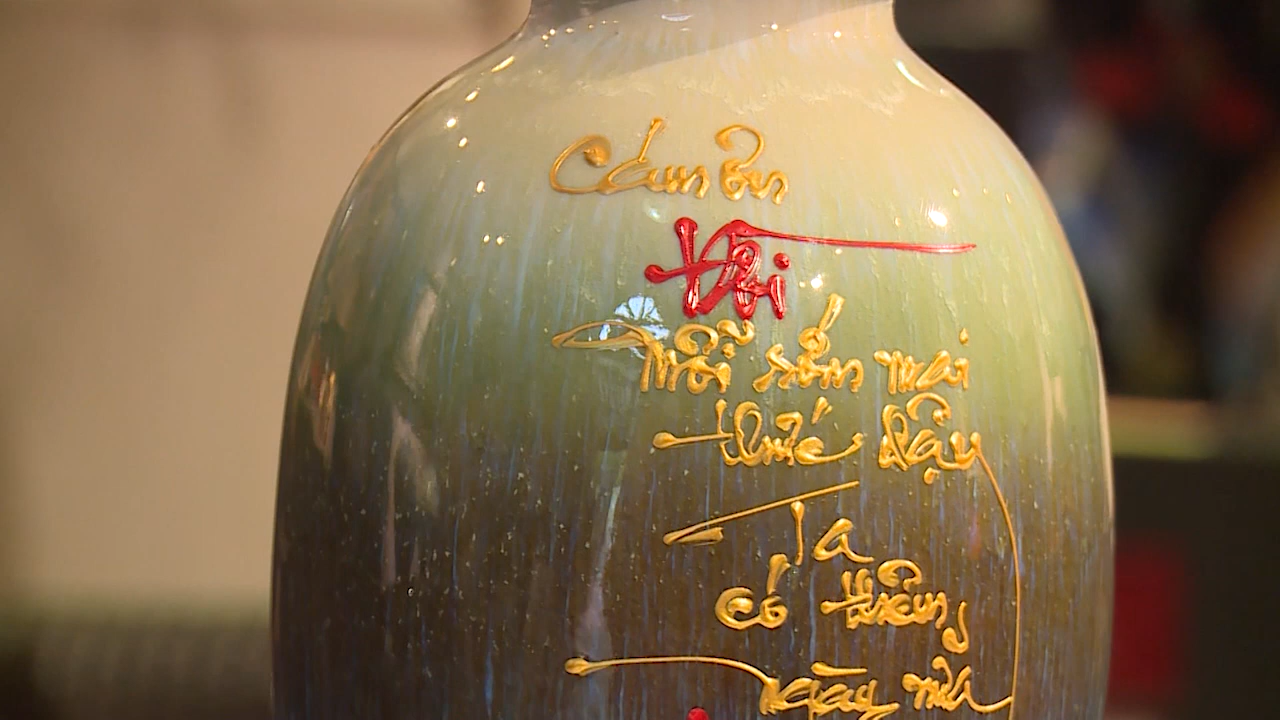 Cám ơn
Đời
Mỗi sớm mai
thức dậy
Ta
có thêm
ngày nữa